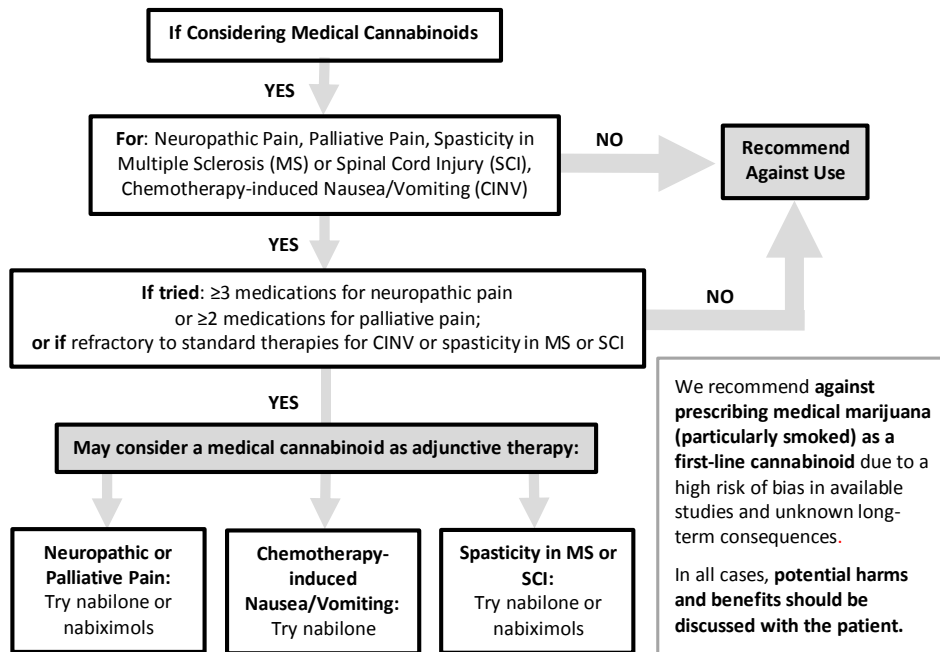 If Considering Medical Cannabinoids
YES
For: Neuropathic Pain, Palliative Pain, Spasticity in
Multiple Sclerosis (MS) or Spinal Cord Injury (SCI),
Chemotherapy-induced Nausea/Vomiting (CINV)
NO
Recommend
Against Use
YES
If tried: ≥3 medications for neuropathic pain
or ≥2 medications for palliative pain;
or if refractory to standard therapies for CINV or spasticity in MS or SCI
NO
YES
May consider a medical cannabinoid as adjunctive therapy:
Neuropathic or
Palliative Pain:
Try nabilone or
nabiximols
Chemotherapy-
induced
Nausea/Vomiting:
Try nabilone
Spasticity in MS or
SCI:
Try nabilone or
nabiximols
We recommend against
prescribing medical marijuana
(particularly smoked) as a
first-line cannabinoid due to a
high risk of bias in available
studies and unknown long-
term consequences.
In all cases, potential harms
and benefits should be
discussed with the patient.